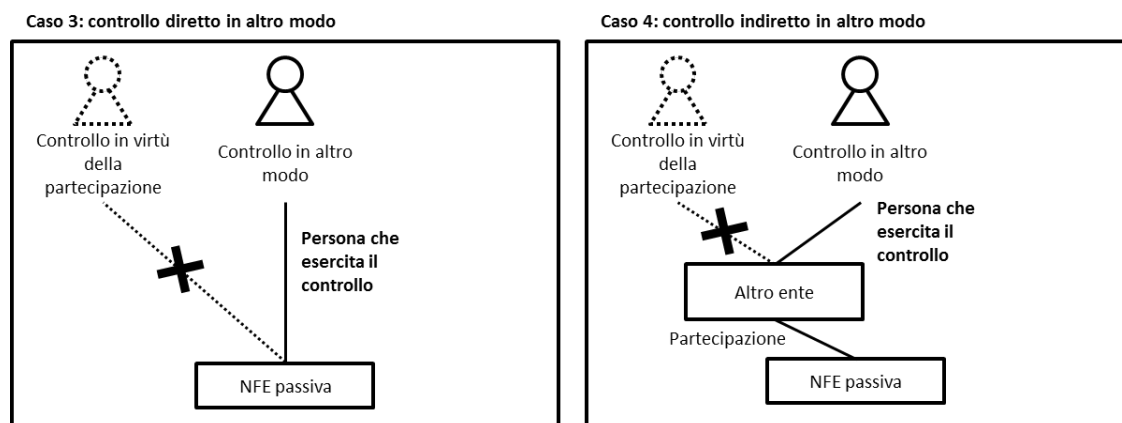 Caso 3: controllo diretto in altro modo
Controllo in virtù
della
partecipazione
Controllo in altro
modo
Persona che
esercita il
controllo
NFE passiva
Caso 4: controllo indiretto in altro modo
Controllo in virtù
della
partecipazione
Controllo in altro
modo
Persona che
esercita il
controllo
Altro ente
Partecipazione
NFE passiva